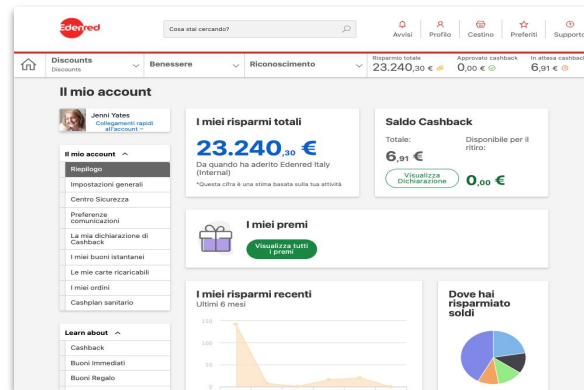 Edenred
Cosa stai cercando?
Avvisi
Profilo
Cestino
Preferiti
Supporto
Discounts
Discounts
Benessere
Riconoscimento
Risparmio totale
23.240,30 €
Approvato cashback
0,00 €
In attesa cashback
6,91 €
Il mio account
Jenni Yates
Collegamenti rapidi
all'account
Il mio account
Riepilogo
Impostazioni generali
Centro Sicurezza
Preferenze
comunicazioni
La mia dichiarazione di
Cashback
I miei buoni istantanei
Le mie carte ricaricabili
I miei ordini
Cashplan sanitario
Learn about
Cashback
Buoni Immediati
Buoni Regalo
I miei risparmi totali
23.240,30 €
Da quando ha aderito Edenred Italy
(Internal)
*Questa cifra è una stima basata sulla tua attività
Saldo Cashback
Totale:
6,91 €
Disponibile per il
ritiro:
Visualizza
Dichiarazione
0,00 €
I miei premi
Visualizza tutti
i premi
I miei risparmi recenti
Ultimi 6 mesi
150
100
50
0
Dove hai
risparmiato
soldi